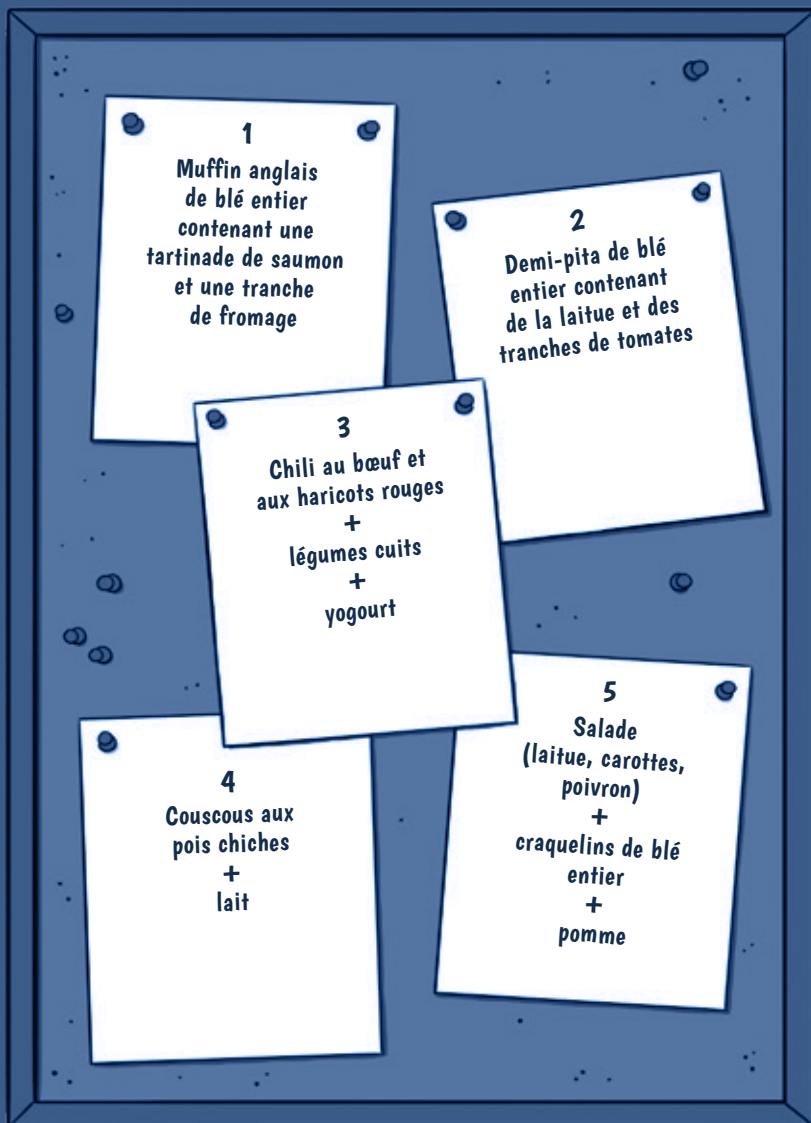 1
Muffin anglais
de blé entier
contenant une
tartinade de saumon
et une tranche
de fromage
2
Demi-pita de blé
entier contenant
de la laitue et des
tranches de tomates
3
Chili au bœuf et
aux haricots rouges
+
légumes cuits
+
yogourt
4
Couscous aux
pois chiches
+
lait
5
Salade
(laitue, carottes,
poivron)
+
craquelins de blé
entier
+
pomme